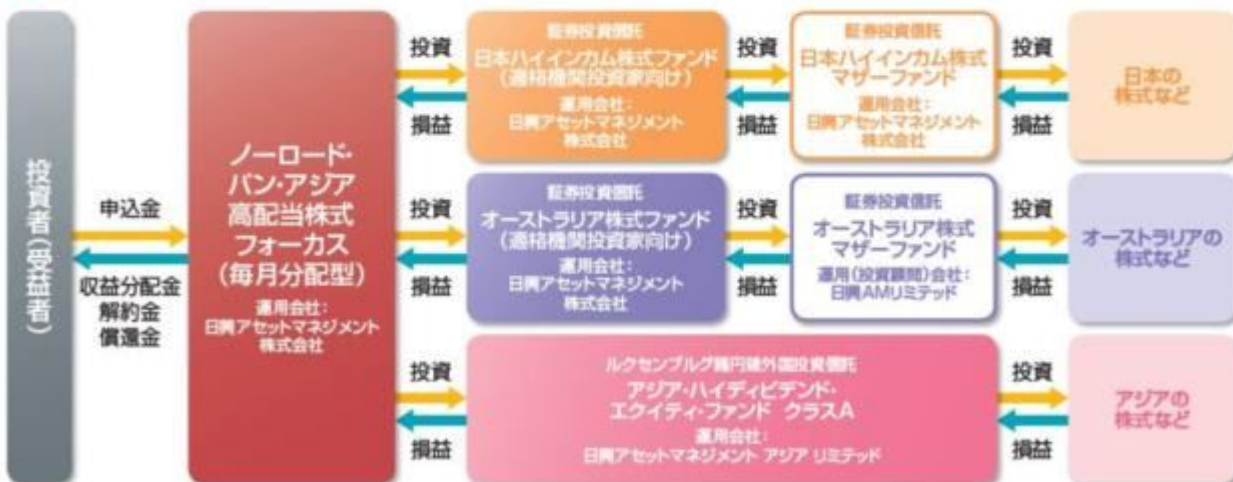 投資者(受益者)
申込金
収益分配金
解約金
償還金
ノーロード・
パン・アジア
高配当株式
フォーカス
(毎月分配型)
運用会社:
日興アセットマネジメント
株式会社
投資
損益
証券投資信託
日本ハイインカム株式ファンド
(適格機関投資家向け)
運用会社:
日興アセットマネジメント
株式会社
投資
損益
証券投資信託
日本ハイインカム株式
マザーファンド
運用会社:
日興アセットマネジメント
株式会社
投資
損益
日本の
株式など
投資
損益
証券投資信託
オーストラリア株式ファンド
(適格機関投資家向け)
運用会社:
日興アセットマネジメント
株式会社
投資
損益
証券投資信託
オーストラリア株式
マザーファンド
運用(投資顧問)会社:
日興AMリミテッド
投資
損益
オーストラリアの
株式など
投資
損益
ルクセンブルグ籍円建外国投資信託
アジア・ハイディビデンド・
エクイティ・ファンド クラスA
運用会社:
日興アセットマネジメント アジア リミテッド
投資
損益
アジアの
株式など